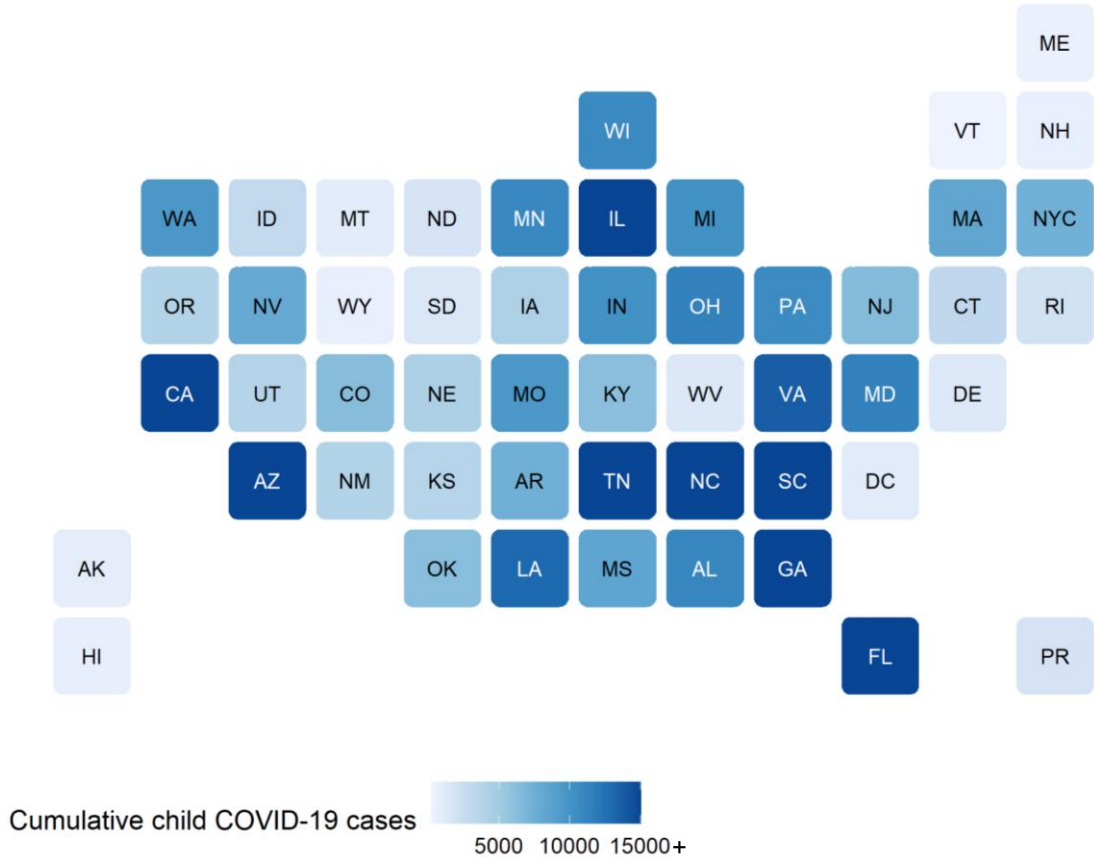 ME
WI VT NH
WA ID MT ND MN IL MI MA NYC
OR NV WY SD IA IN OH PA NJ CT RI
CA UT CO NE MO KY WV VA MD DE
AZ NM KS AR TN NC SC DC
AK OK LA MS AL GA
HI FL PR
Cumulative child COVID-19 cases
5000 10000 15000+